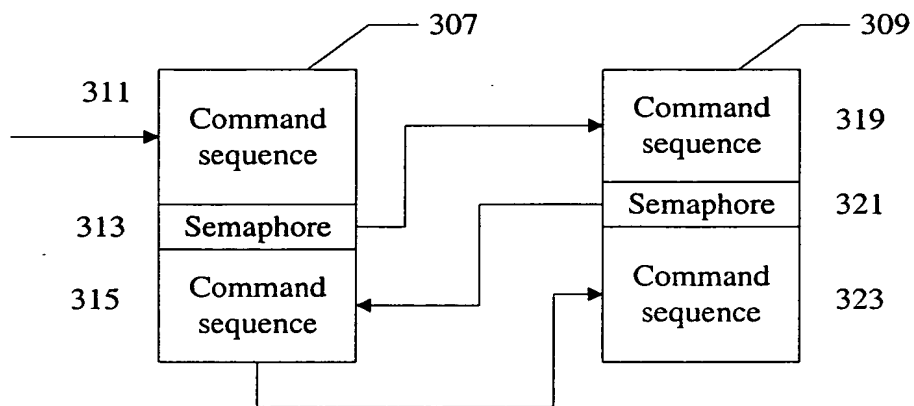 307
309
311
Command
sequence
Command
sequence
319
313
Semaphore
Semaphore
321
315
Command
sequence
Command
sequence
323